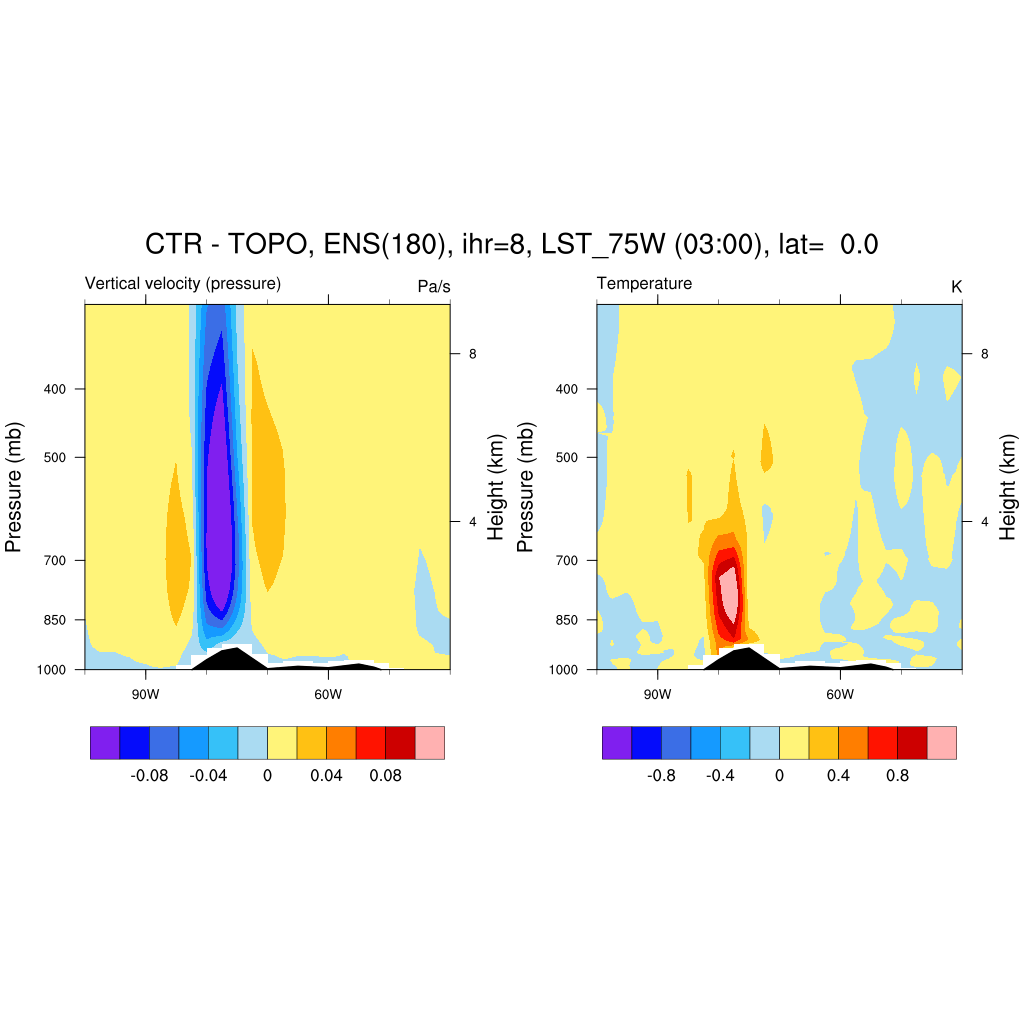 CTR - TOPO, ENS(180), ihr=8, LST_75W (03:00), lat= 0.0
Vertical velocity (pressure) Pa/s
Pressure (mb)
400
500
700
850
1000
8
4
Height (km)
90W 60W
-0.08 -0.04 0 0.04 0.08
Temperature K
Pressure (mb)
400
500
700
850
1000
8
4
Height (km)
90W 60W
-0.8 -0.4 0 0.4 0.8